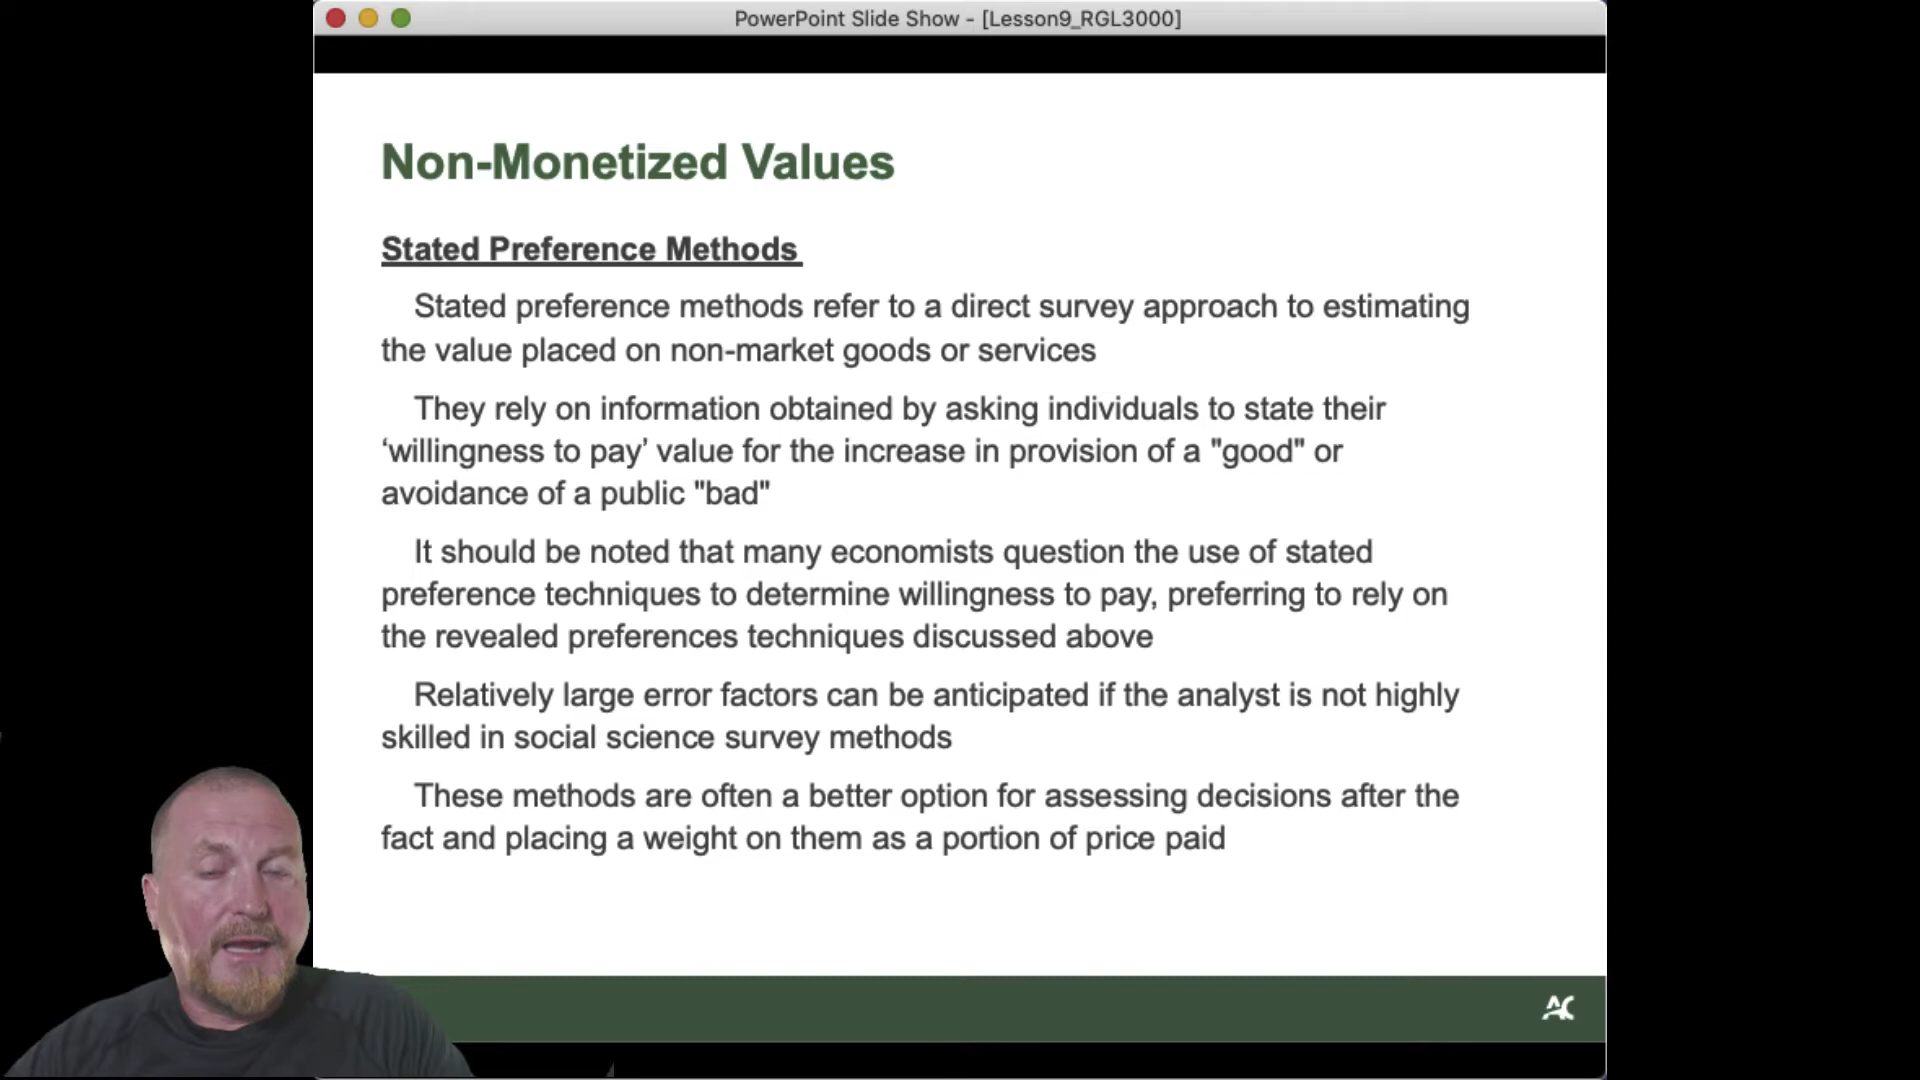 PowerPoint Slide Show - [Lesson9_RGL3000]
Non-Monetized Values
Stated Preference Methods
Stated preference methods refer to a direct survey approach to estimating
the value placed on non-market goods or services
They rely on information obtained by asking individuals to state their
‘willingness to pay’ value for the increase in provision of a "good" or
avoidance of a public "bad"
It should be noted that many economists question the use of stated
preference techniques to determine willingness to pay, preferring to rely on
the revealed preferences techniques discussed above
Relatively large error factors can be anticipated if the analyst is not highly
skilled in social science survey methods
These methods are often a better option for assessing decisions after the
fact and placing a weight on them as a portion of price paid
AC